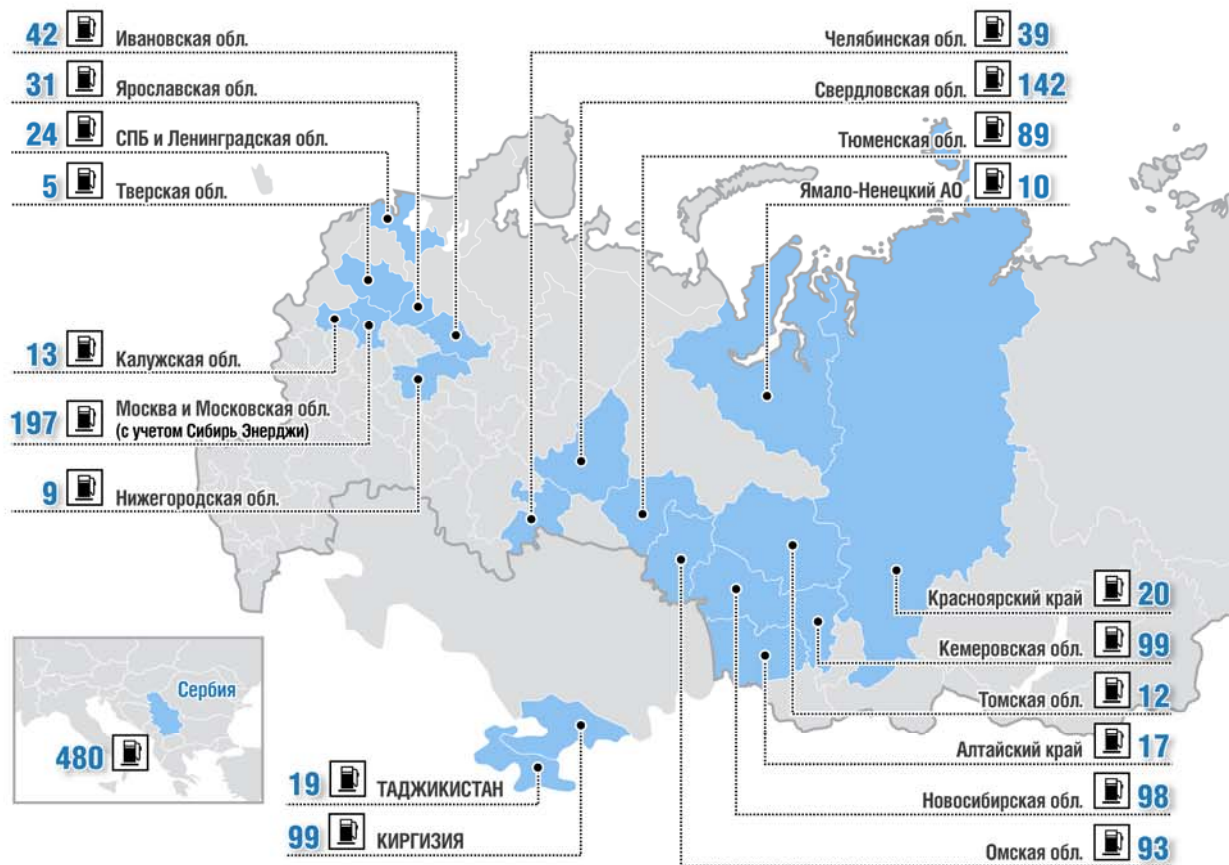 42 Ивановская обл.
31 Ярославская обл.
24 СПБ и Ленинградская обл.
5 Тверская обл.
13 Калужская обл.
197 Москва и Московская обл.
(с учетом Сибирь Энерджи)
9 Нижегородская обл.
Челябинская обл. 39
Свердловская обл. 142
Тюменская обл. 89
Ямало-Ненецкий АО 10
Красноярский край 20
Кемеровская обл. 99
Томская обл. 12
Алтайский край 17
Новосибирская обл. 98
Омская обл. 93
Сербия
480
19 ТАДЖИКИСТАН
99 КИРГИЗИЯ